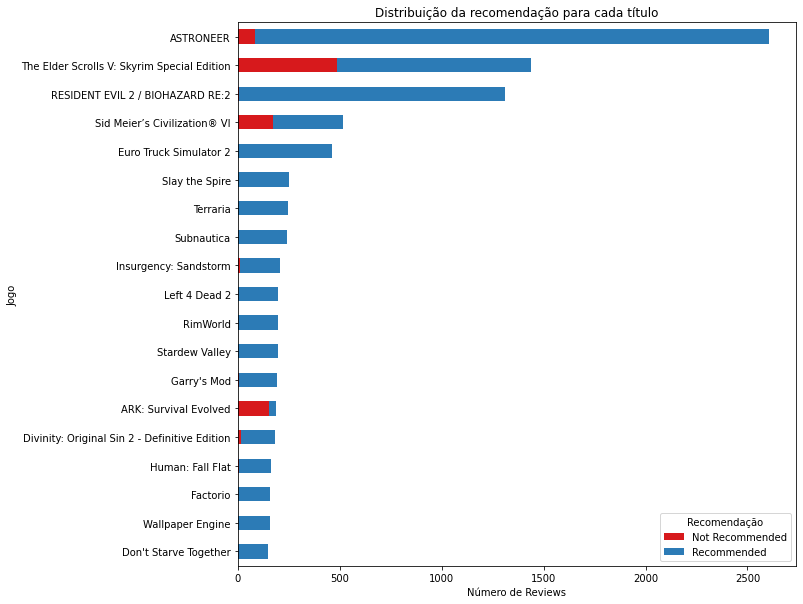 Distribuição da recomendação para cada título
ASTRONEER
The Elder Scrolls V: Skyrim Special Edition
RESIDENT EVIL 2 / BIOHAZARD RE:2
Sid Meier’s Civilization® VI
Euro Truck Simulator 2
Slay the Spire
Terraria
Subnautica
Insurgency: Sandstorm
Left 4 Dead 2
RimWorld
Stardew Valley
Garry's Mod
ARK: Survival Evolved
Divinity: Original Sin 2 - Definitive Edition
Human: Fall Flat
Factorio
Wallpaper Engine
Don't Starve Together
Jogo
0 500 1000 1500 2000 2500
Número de Reviews
Recomendação
Not Recommended
Recommended